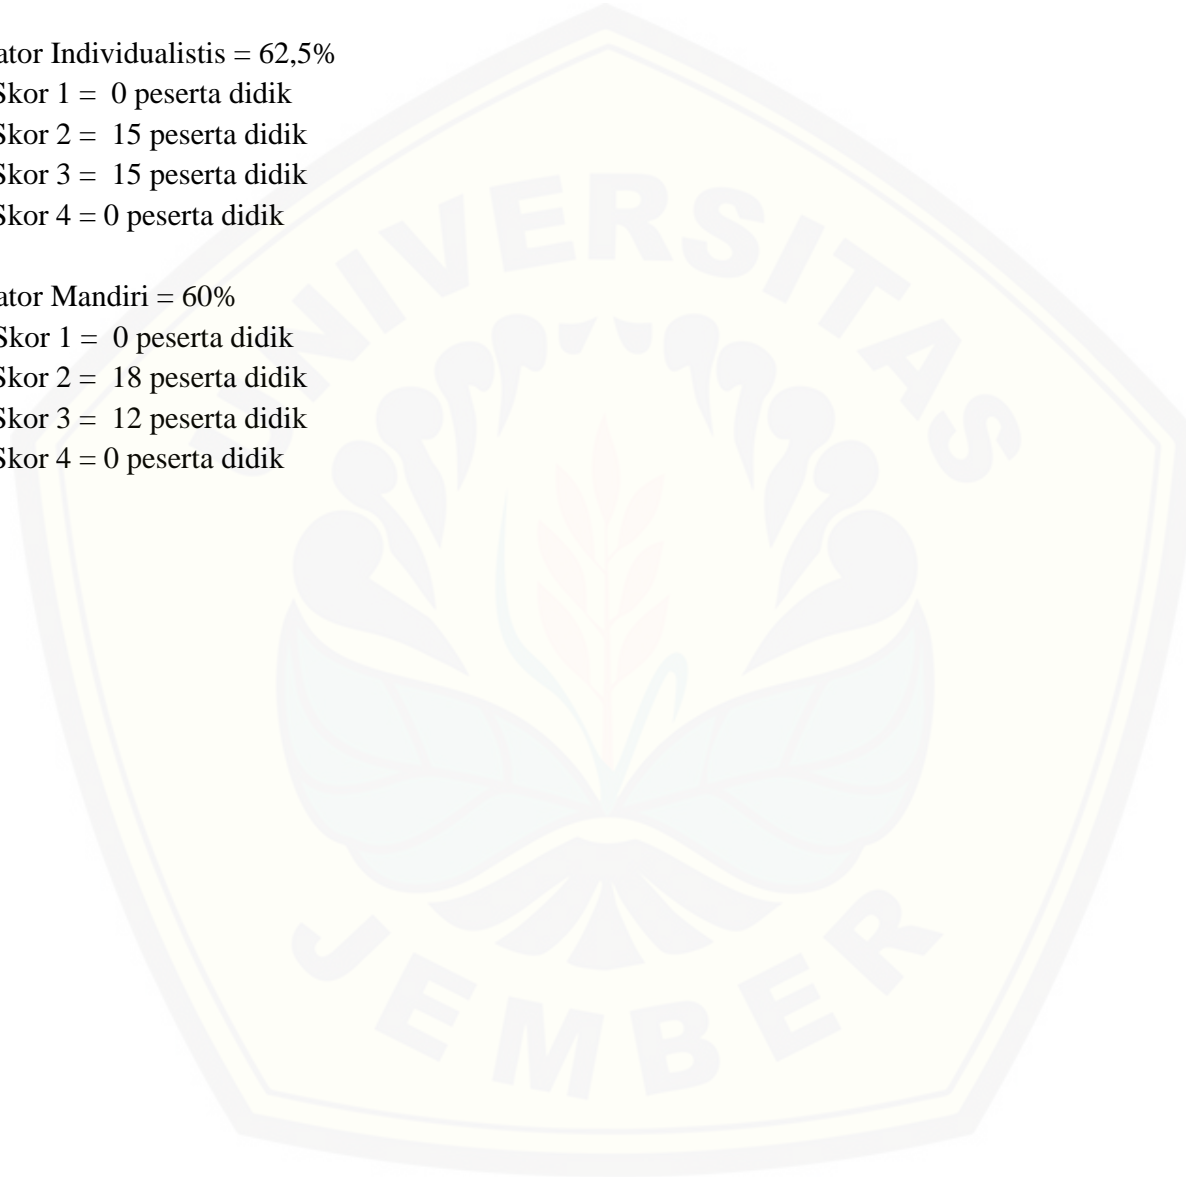 ator Individualistis = 62,5%
Skor 1 = 0 peserta didik
Skor 2 = 15 peserta didik
Skor 3 = 15 peserta didik
Skor 4 = 0 peserta didik
ator Mandiri = 60%
Skor 1 = 0 peserta didik
Skor 2 = 18 peserta didik
Skor 3 = 12 peserta didik
Skor 4 = 0 peserta didik
UNIVERSITAS
JEMBER